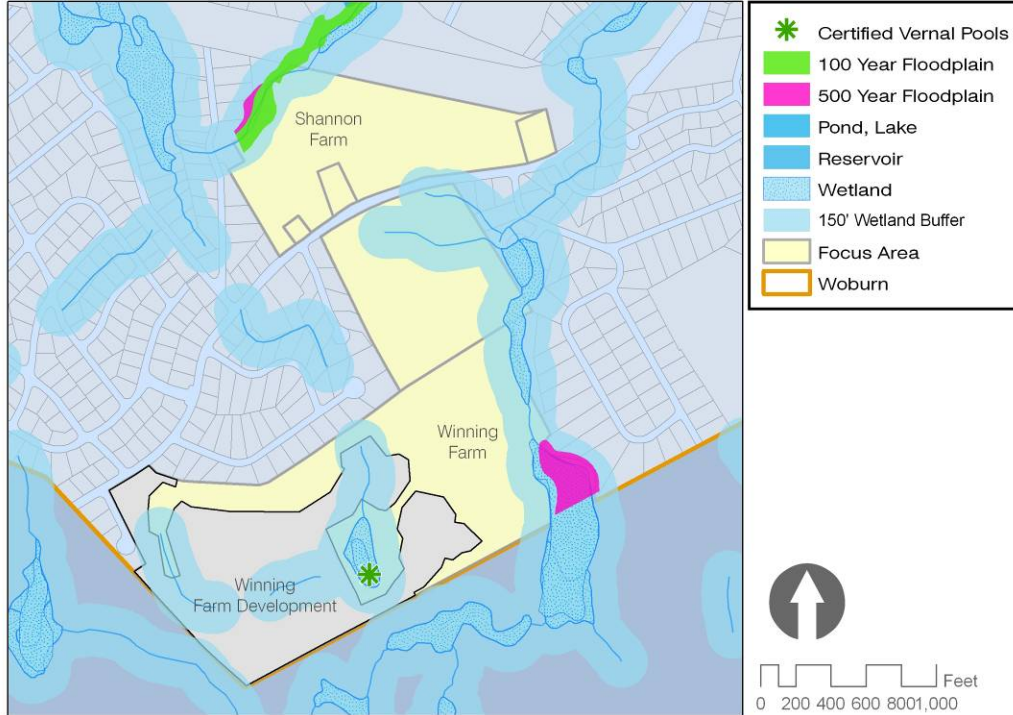 Shannon
Farm
Winning
Farm
Winning
Farm Development
Certified Vernal Pools
100 Year Floodplain
500 Year Floodplain
Pond, Lake
Reservoir
Wetland
150' Wetland Buffer
Focus Area
Woburn
Feet
0 200 400 600 8001,000